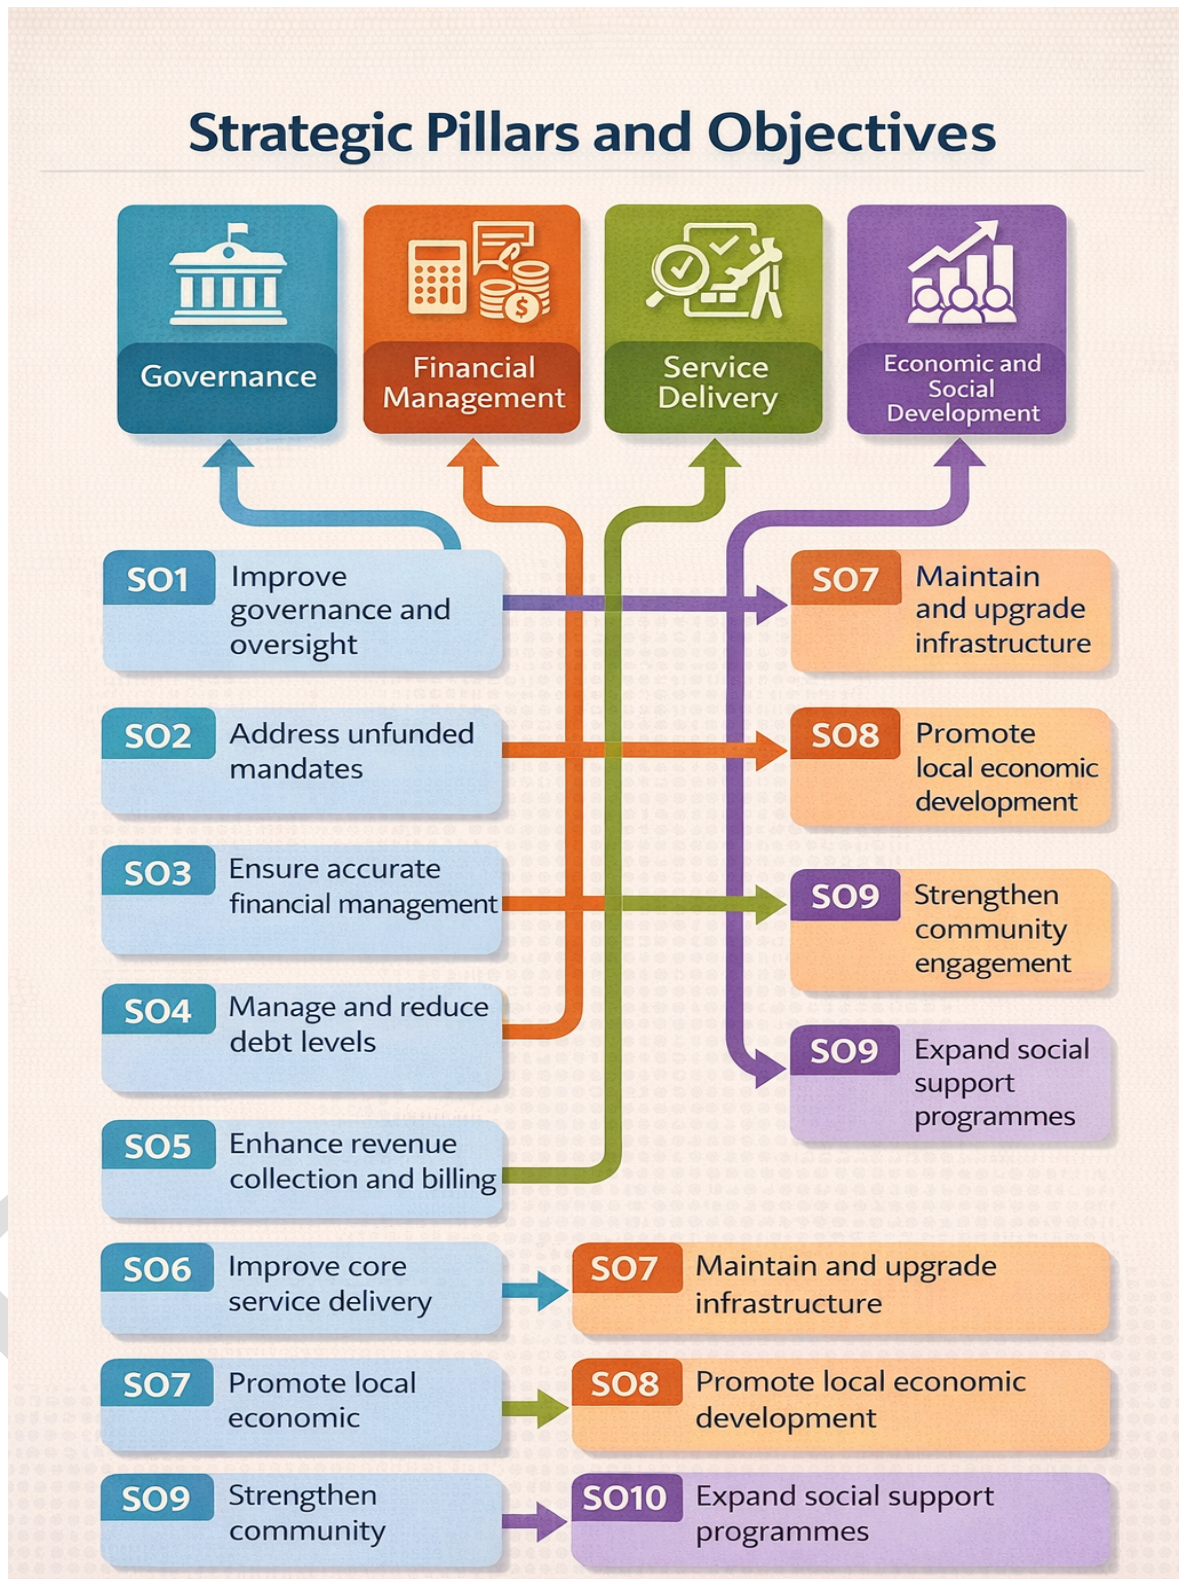 Strategic Pillars and Objectives
Governance
Financial
Management
Service
Delivery
Economic and
Social
Development
SO1
Improve
governance and
oversight
SO7
Maintain
and upgrade
infrastructure
SO2
Address unfunded
mandates
SO8
Promote
local economic
development
SO3
Ensure accurate
financial management
SO9
Strengthen
community
engagement
SO4
Manage and reduce
debt levels
SO9
Expand social
support
programmes
SO5
Enhance revenue
collection and billing
SO6
Improve core
service delivery
SO7
Maintain and upgrade
infrastructure
SO7
Promote local
economic
SO8
Promote local economic
development
SO9
Strengthen
community
SO10
Expand social support
programmes